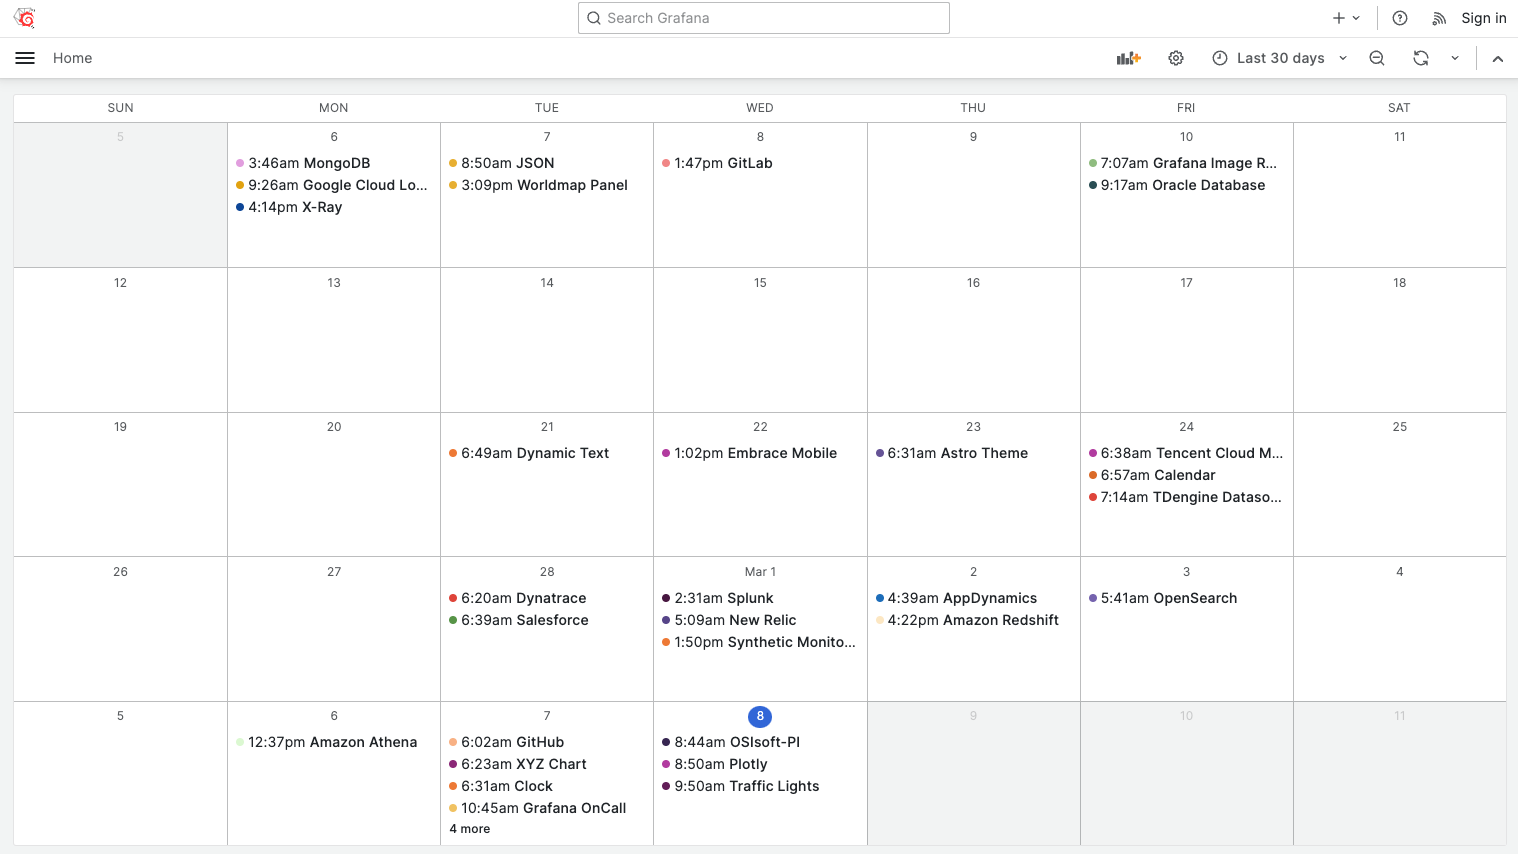 Search Grafana
Sign in
Home
Last 30 days
SUN MON TUE WED THU FRI SAT
5 6 7 8 9 10 11
3:46am MongoDB
9:26am Google Cloud Lo...
4:14pm X-Ray
8:50am JSON
3:09pm Worldmap Panel
1:47pm GitLab
7:07am Grafana Image R...
9:17am Oracle Database
12 13 14 15 16 17 18
19 20 21 22 23 24 25
6:49am Dynamic Text
1:02pm Embrace Mobile
6:31am Astro Theme
6:38am Tencent Cloud M...
6:57am Calendar
7:14am TDengine Dataso...
26 27 28 Mar 1 2 3 4
6:20am Dynatrace
6:39am Salesforce
2:31am Splunk
5:09am New Relic
1:50pm Synthetic Monito...
4:39am AppDynamics
4:22pm Amazon Redshift
5:41am OpenSearch
5 6 7 8 9 10 11
12:37pm Amazon Athena
6:02am GitHub
6:23am XYZ Chart
6:31am Clock
10:45am Grafana OnCall
4 more
8:44am OSIsoft-PI
8:50am Plotly
9:50am Traffic Lights